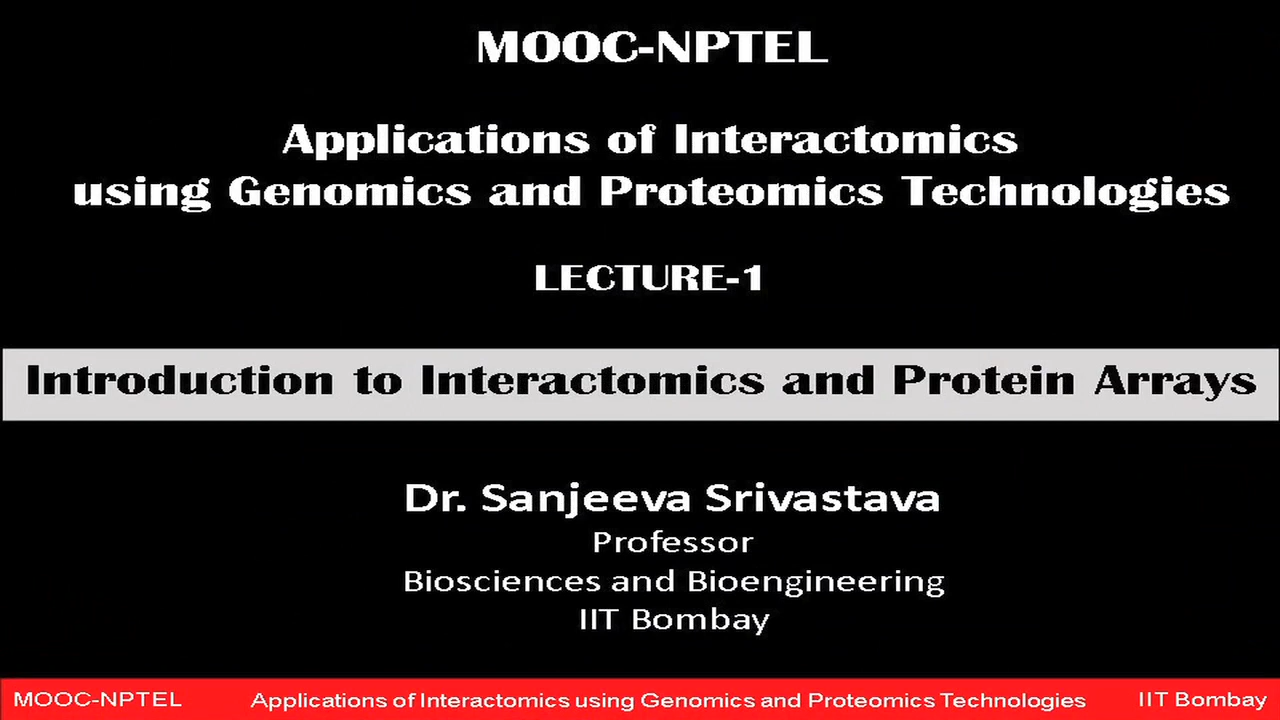 MOOC-NPTEL
Applications of Interactomics
using Genomics and Proteomics Technologies
LECTURE-1
Introduction to Interactomics and Protein Arrays
Dr. Sanjeeva Srivastava
Professor
Biosciences and Bioengineering
IIT Bombay
MOOC-NPTEL Applications of Interactomics using Genomics and Proteomics Technologies IIT Bombay